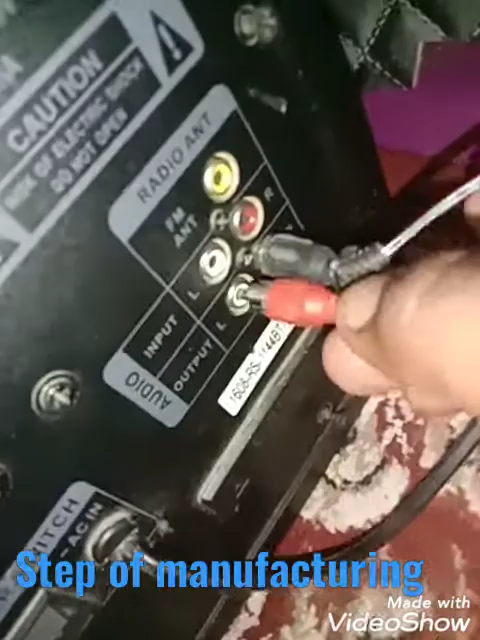 CAUTION
RISK OF ELECTRIC SHOCK
DO NOT OPEN
RADIO ANT
FM
ANT
R
L
INPUT
OUTPUT
L
AUDIO
AC IN
Step of manufacturing
Made with
VideoShow